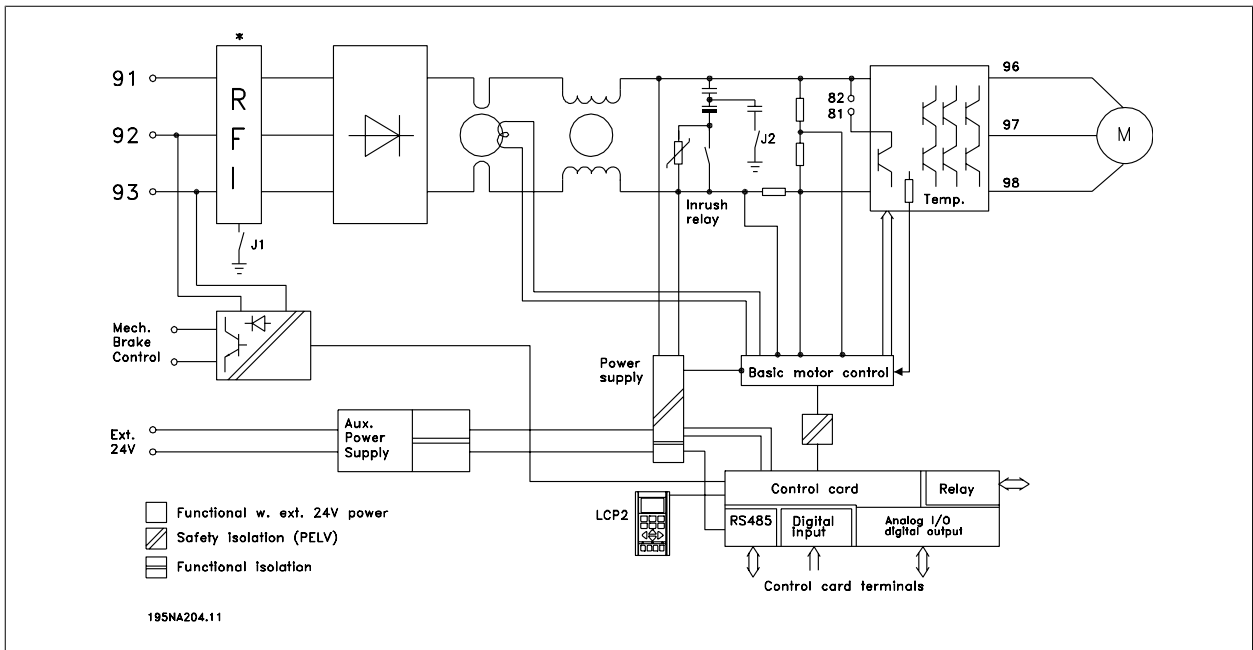 *
91
92
93
R
F
I
J1
J2
82
81
96
97
98
M
Temp.
Inrush
relay
Mech.
Brake
Control
Power
supply
Basic motor control
Ext.
24V
Aux.
Power
Supply
Control card
Relay
LCP2
RS485
Digital
input
Analog I/O
digital output
Control card terminals
Functional w. ext. 24V power
Safety isolation (PELV)
Functional isolation
195NA204.11